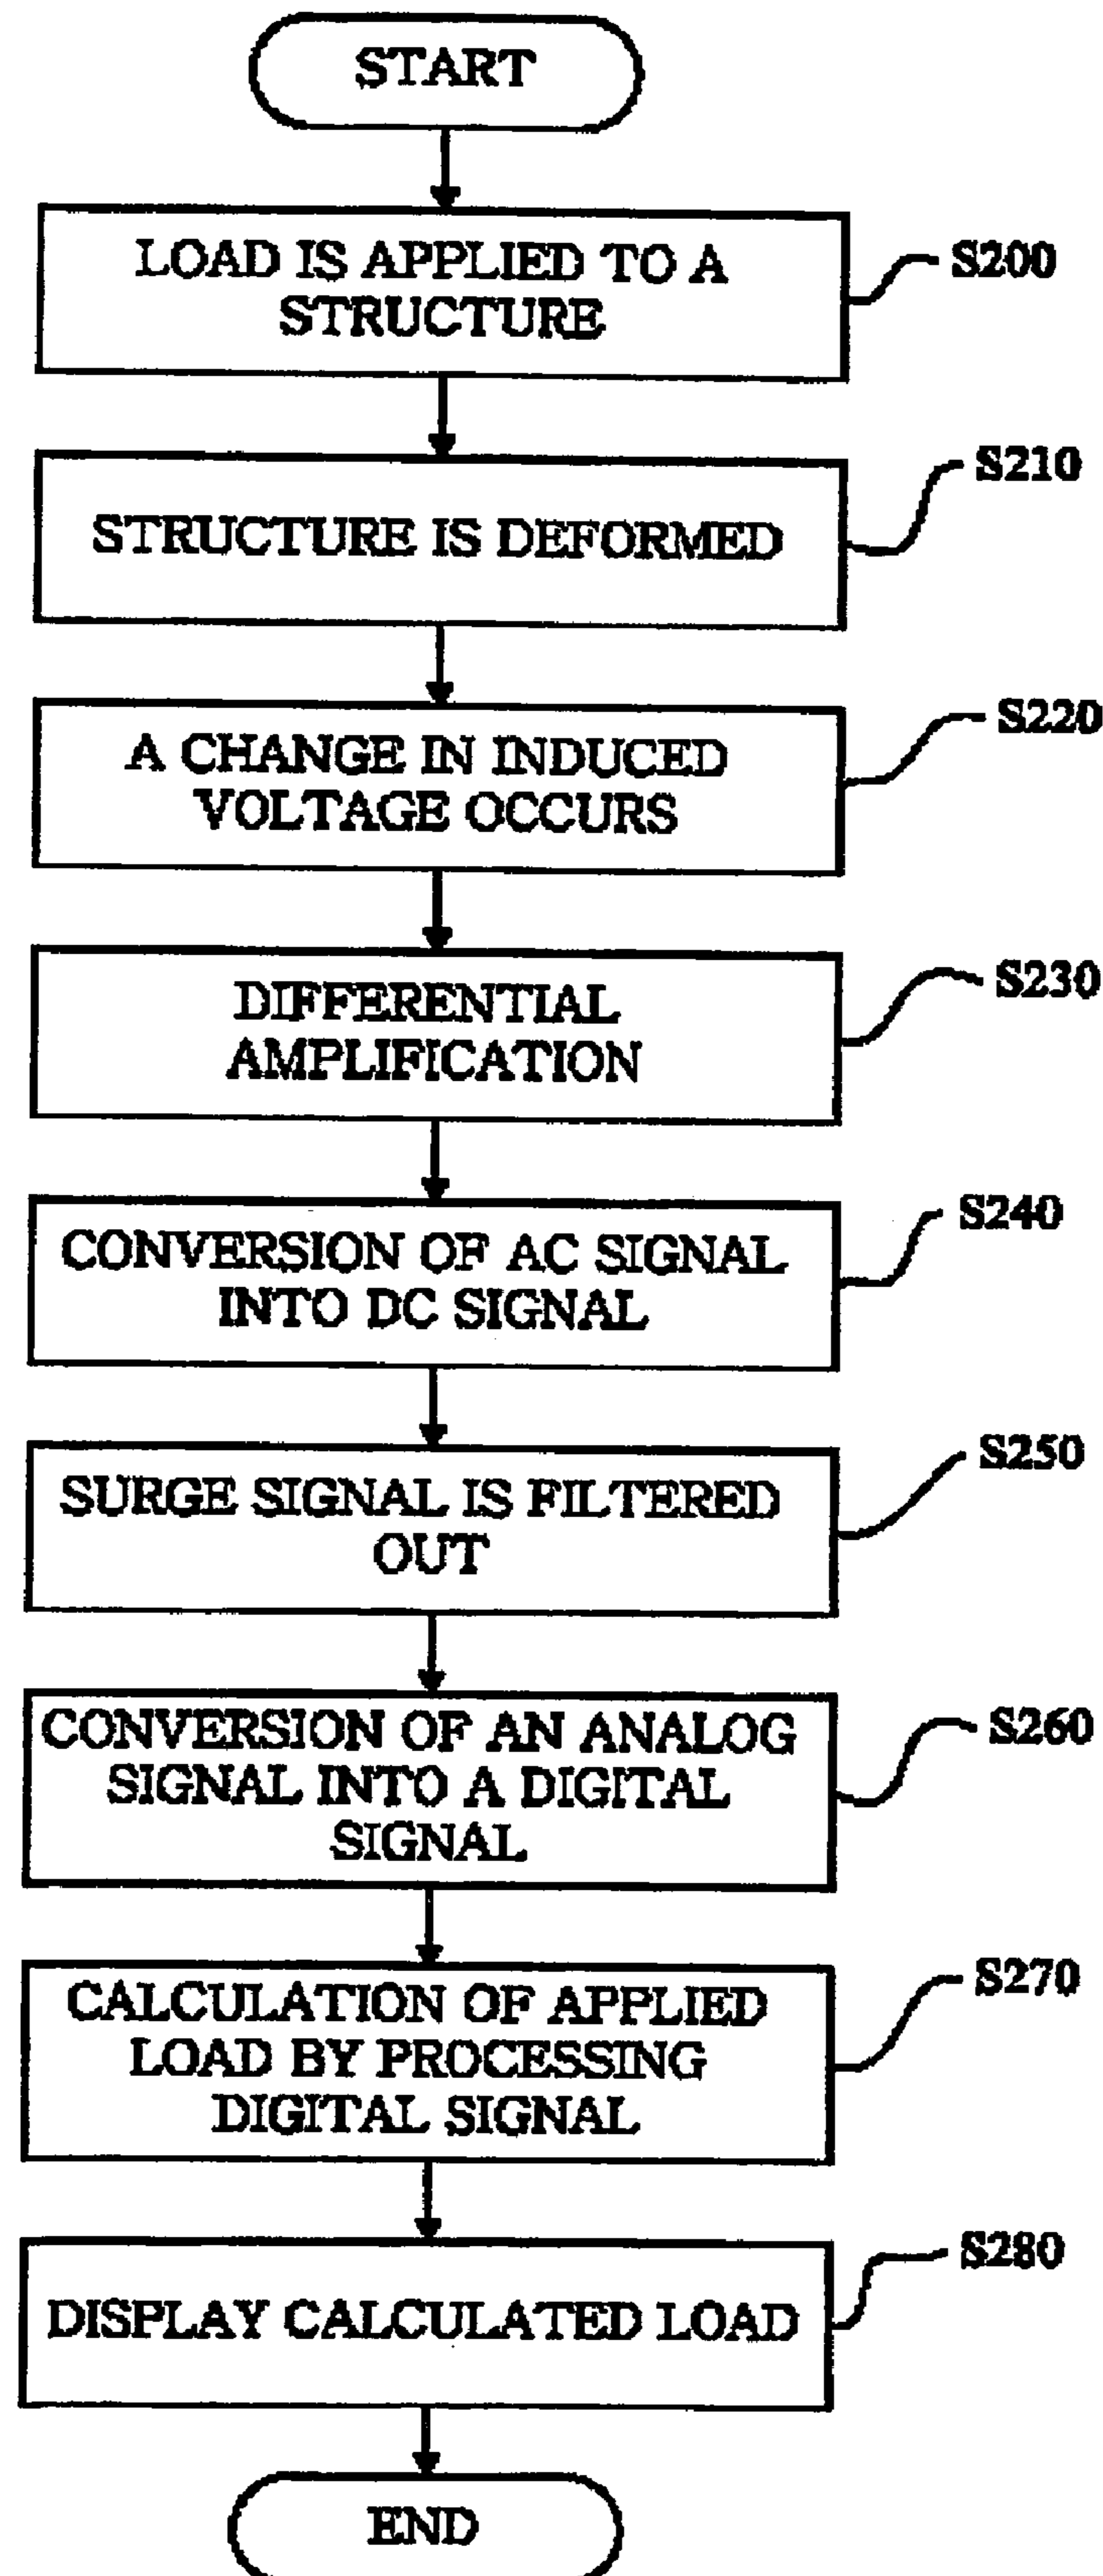 START
LOAD IS APPLIED TO A
STRUCTURE
S200
STRUCTURE IS DEFORMED
S210
A CHANGE IN INDUCED
VOLTAGE OCCURS
S220
DIFFERENTIAL
AMPLIFICATION
S230
CONVERSION OF AC SIGNAL
INTO DC SIGNAL
S240
SURGE SIGNAL IS FILTERED
OUT
S250
CONVERSION OF AN ANALOG
SIGNAL INTO A DIGITAL
SIGNAL
S260
CALCULATION OF APPLIED
LOAD BY PROCESSING
DIGITAL SIGNAL
S270
DISPLAY CALCULATED LOAD
S280
END